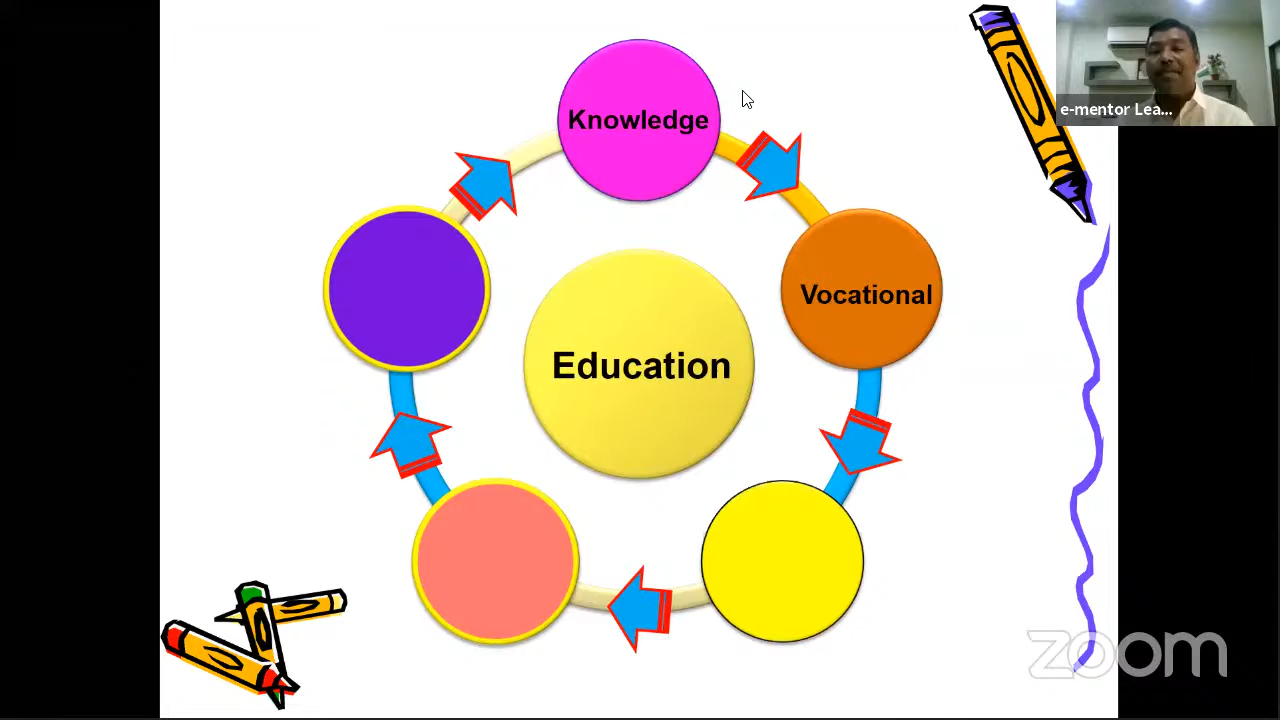 Knowledge
e-mentor Lea...
Vocational
Education
zoom